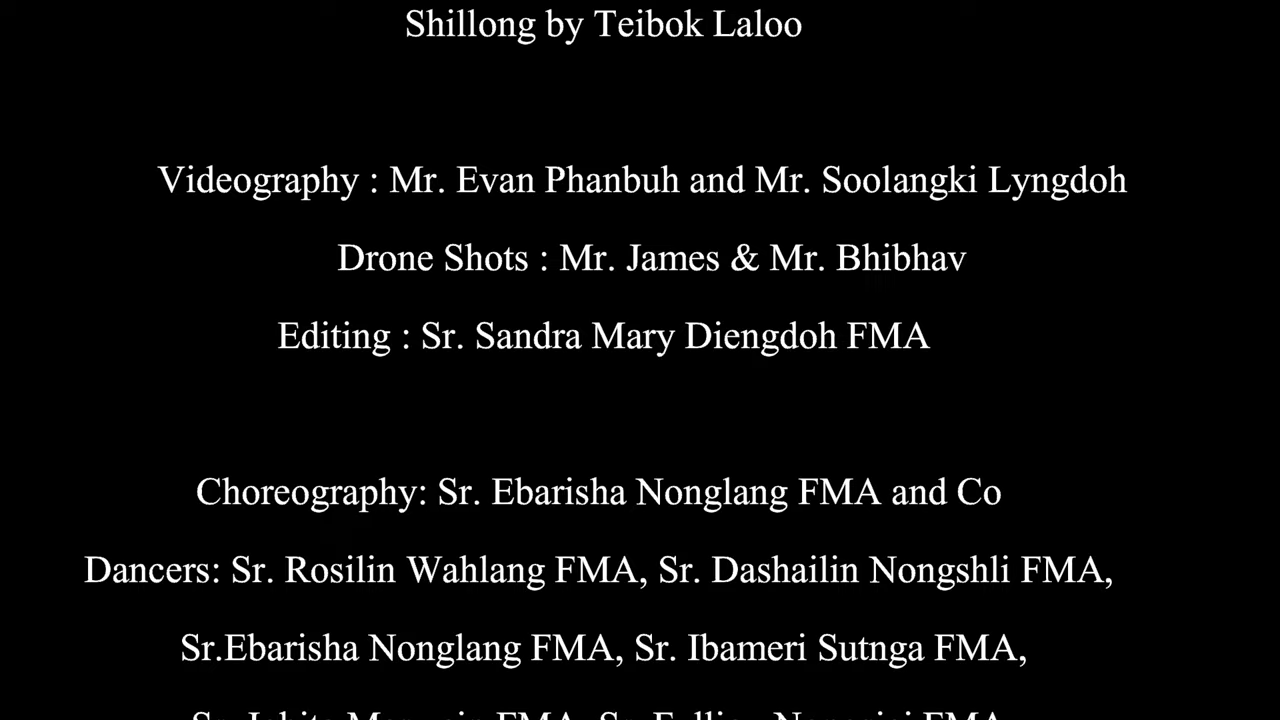 Shillong by Teibok Laloo
Videography : Mr. Evan Phanbuh and Mr. Soolangki Lyngdoh
Drone Shots : Mr. James & Mr. Bhibhav
Editing : Sr. Sandra Mary Diengdoh FMA
Choreography: Sr. Ebarisha Nonglang FMA and Co
Dancers: Sr. Rosilin Wahlang FMA, Sr. Dashailin Nongshli FMA,
Sr.Ebarisha Nonglang FMA, Sr. Ibameri Sutnga FMA,